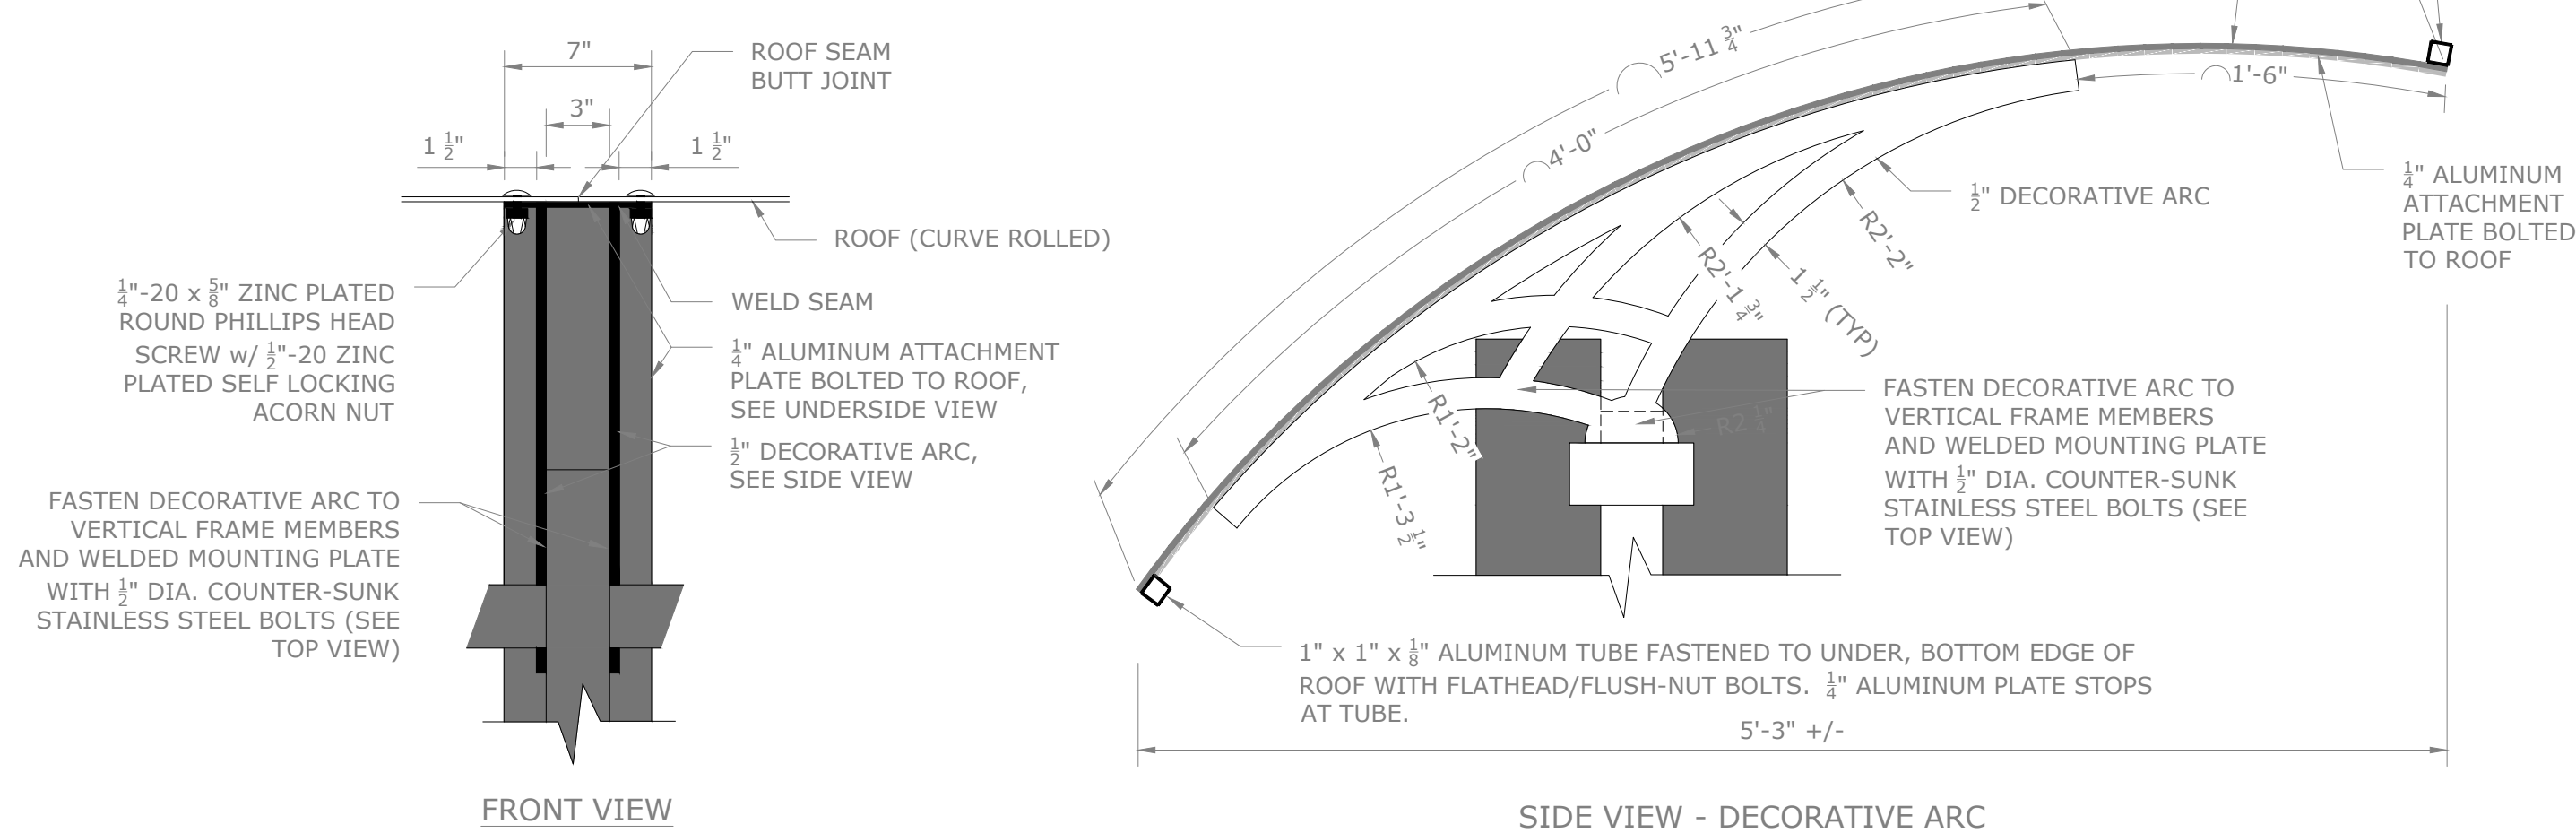 7"
3"
1 1/2"
1 1/2"
ROOF SEAM
BUTT JOINT
ROOF (CURVE ROLLED)
1/4"-20 x 5/8" ZINC PLATED
ROUND PHILLIPS HEAD
SCREW w/ 1/2"-20 ZINC
PLATED SELF LOCKING
ACORN NUT
WELD SEAM
1/4" ALUMINUM ATTACHMENT
PLATE BOLTED TO ROOF,
SEE UNDERSIDE VIEW
1/2" DECORATIVE ARC,
SEE SIDE VIEW
FASTEN DECORATIVE ARC TO
VERTICAL FRAME MEMBERS
AND WELDED MOUNTING PLATE
WITH 1/2" DIA. COUNTER-SUNK
STAINLESS STEEL BOLTS (SEE
TOP VIEW)
FRONT VIEW
5'-11 3/4"
4'-0"
1'-6"
1/2" DECORATIVE ARC
1/4" ALUMINUM
ATTACHMENT
PLATE BOLTED
TO ROOF
R2'-2"
R2'-1 3/4"
1 1/2" (TYP)
R1'-2"
R1'-3 1/2"
R2 1/4"
FASTEN DECORATIVE ARC TO
VERTICAL FRAME MEMBERS
AND WELDED MOUNTING PLATE
WITH 1/2" DIA. COUNTER-SUNK
STAINLESS STEEL BOLTS (SEE
TOP VIEW)
1" x 1" x 1/8" ALUMINUM TUBE FASTENED TO UNDER, BOTTOM EDGE OF
ROOF WITH FLATHEAD/FLUSH-NUT BOLTS. 1/4" ALUMINUM PLATE STOPS
AT TUBE.
5'-3" +/-
SIDE VIEW - DECORATIVE ARC